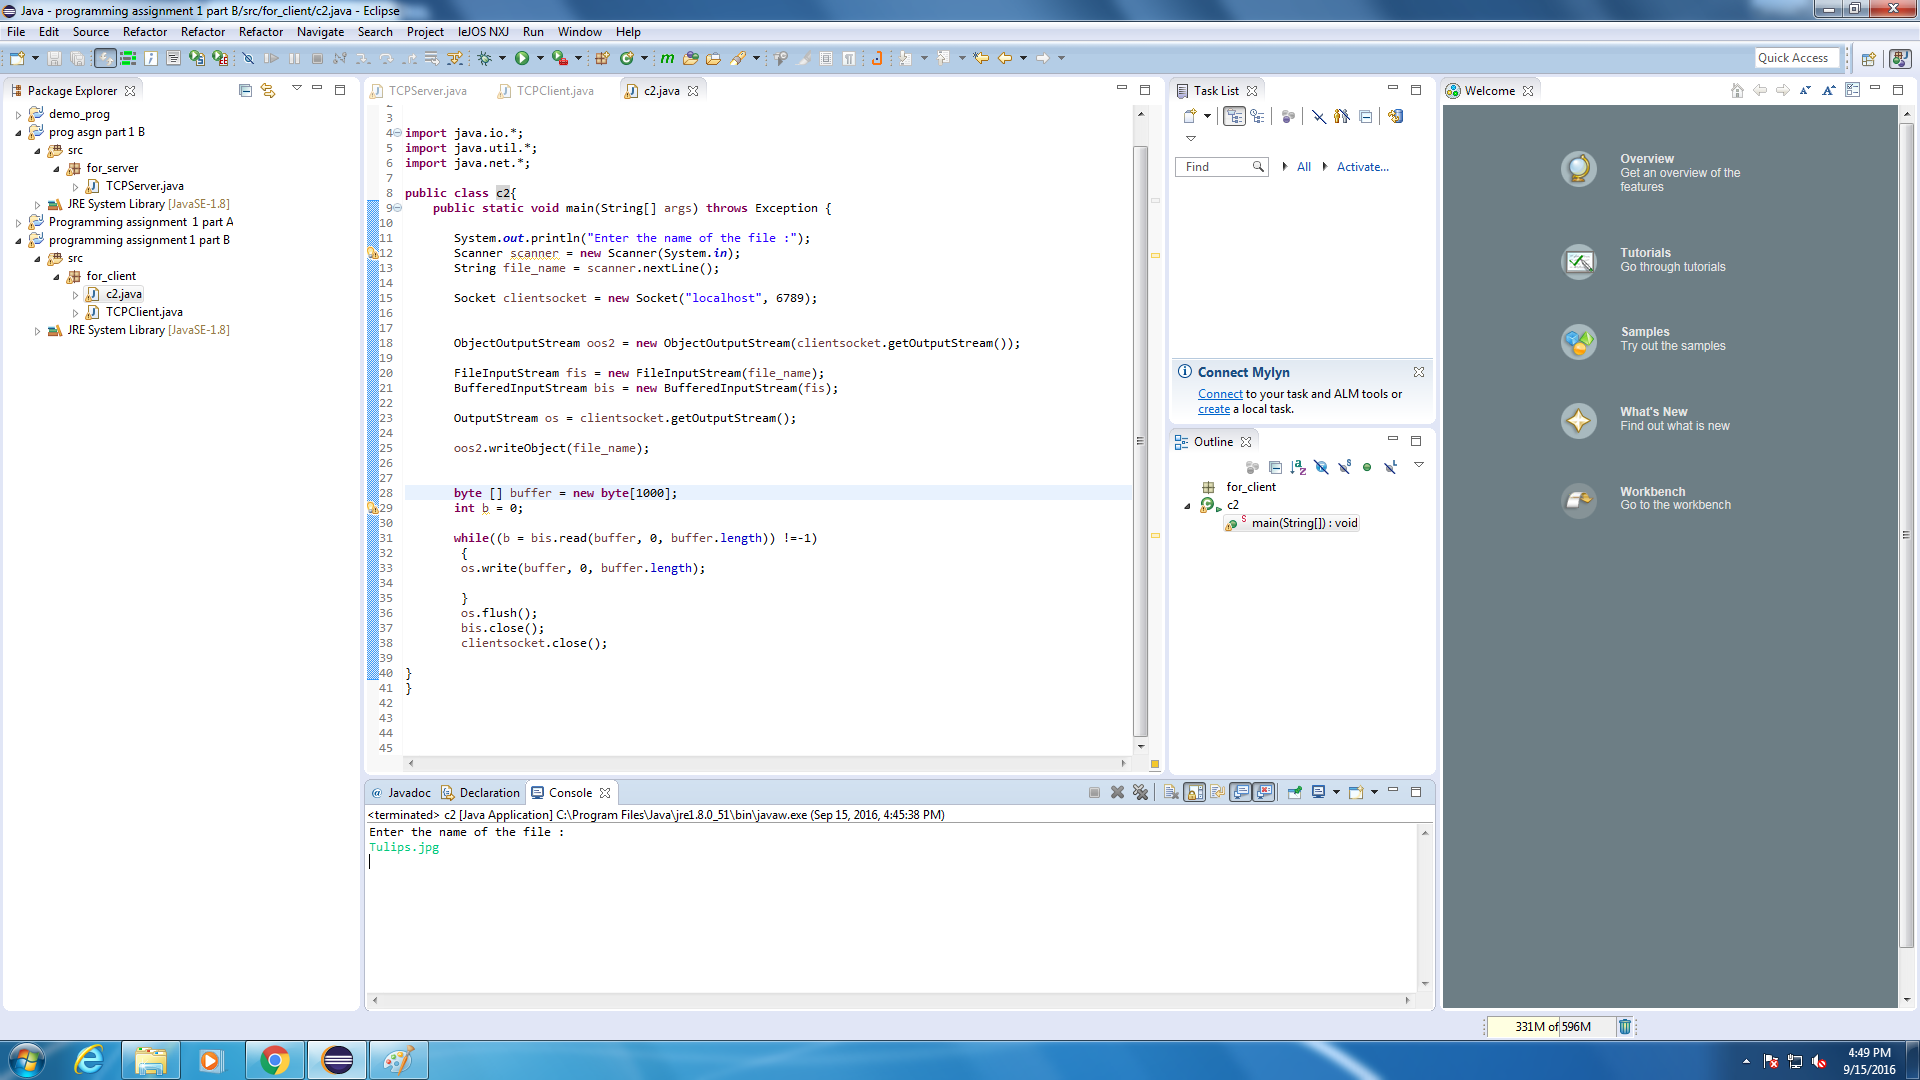 Java - programming assignment 1 part B/src/for_client/c2.java - Eclipse
File Edit Source Refactor Refactor Refactor Navigate Search Project leJOS NXJ Run Window Help
Quick Access
Package Explorer
demo_prog
prog asgn part 1 B
src
for_server
TCPServer.java
JRE System Library [JavaSE-1.8]
Programming assignment 1 part A
programming assignment 1 part B
src
for_client
c2.java
TCPClient.java
JRE System Library [JavaSE-1.8]
TCPServer.java TCPClient.java c2.java
2
3
4 import java.io.*;
5 import java.util.*;
6 import java.net.*;
7
8 public class c2{
9 public static void main(String[] args) throws Exception {
10
11 System.out.println("Enter the name of the file :");
12 Scanner scanner = new Scanner(System.in);
13 String file_name = scanner.nextLine();
14
15 Socket clientsocket = new Socket("localhost", 6789);
16
17
18 ObjectOutputStream oos2 = new ObjectOutputStream(clientsocket.getOutputStream());
19
20 FileInputStream fis = new FileInputStream(file_name);
21 BufferedInputStream bis = new BufferedInputStream(fis);
22
23 OutputStream os = clientsocket.getOutputStream();
24
25 oos2.writeObject(file_name);
26
27
28 byte [] buffer = new byte[1000];
29 int b = 0;
30
31 while((b = bis.read(buffer, 0, buffer.length)) !=-1)
32 {
33 os.write(buffer, 0, buffer.length);
34
35 }
36 os.flush();
37 bis.close();
38 clientsocket.close();
39
40 }
41 }
42
43
44
45
Task List
Find All Activate...
Connect Mylyn
Connect to your task and ALM tools or
create a local task.
Outline
for_client
c2
main(String[]) : void
Welcome
Overview
Get an overview of the
features
Tutorials
Go through tutorials
Samples
Try out the samples
What's New
Find out what is new
Workbench
Go to the workbench
Javadoc Declaration Console
<terminated> c2 [Java Application] C:\Program Files\Java\jre1.8.0_51\bin\javaw.exe (Sep 15, 2016, 4:45:38 PM)
Enter the name of the file :
Tulips.jpg
331M of 596M
4:49 PM
9/15/2016